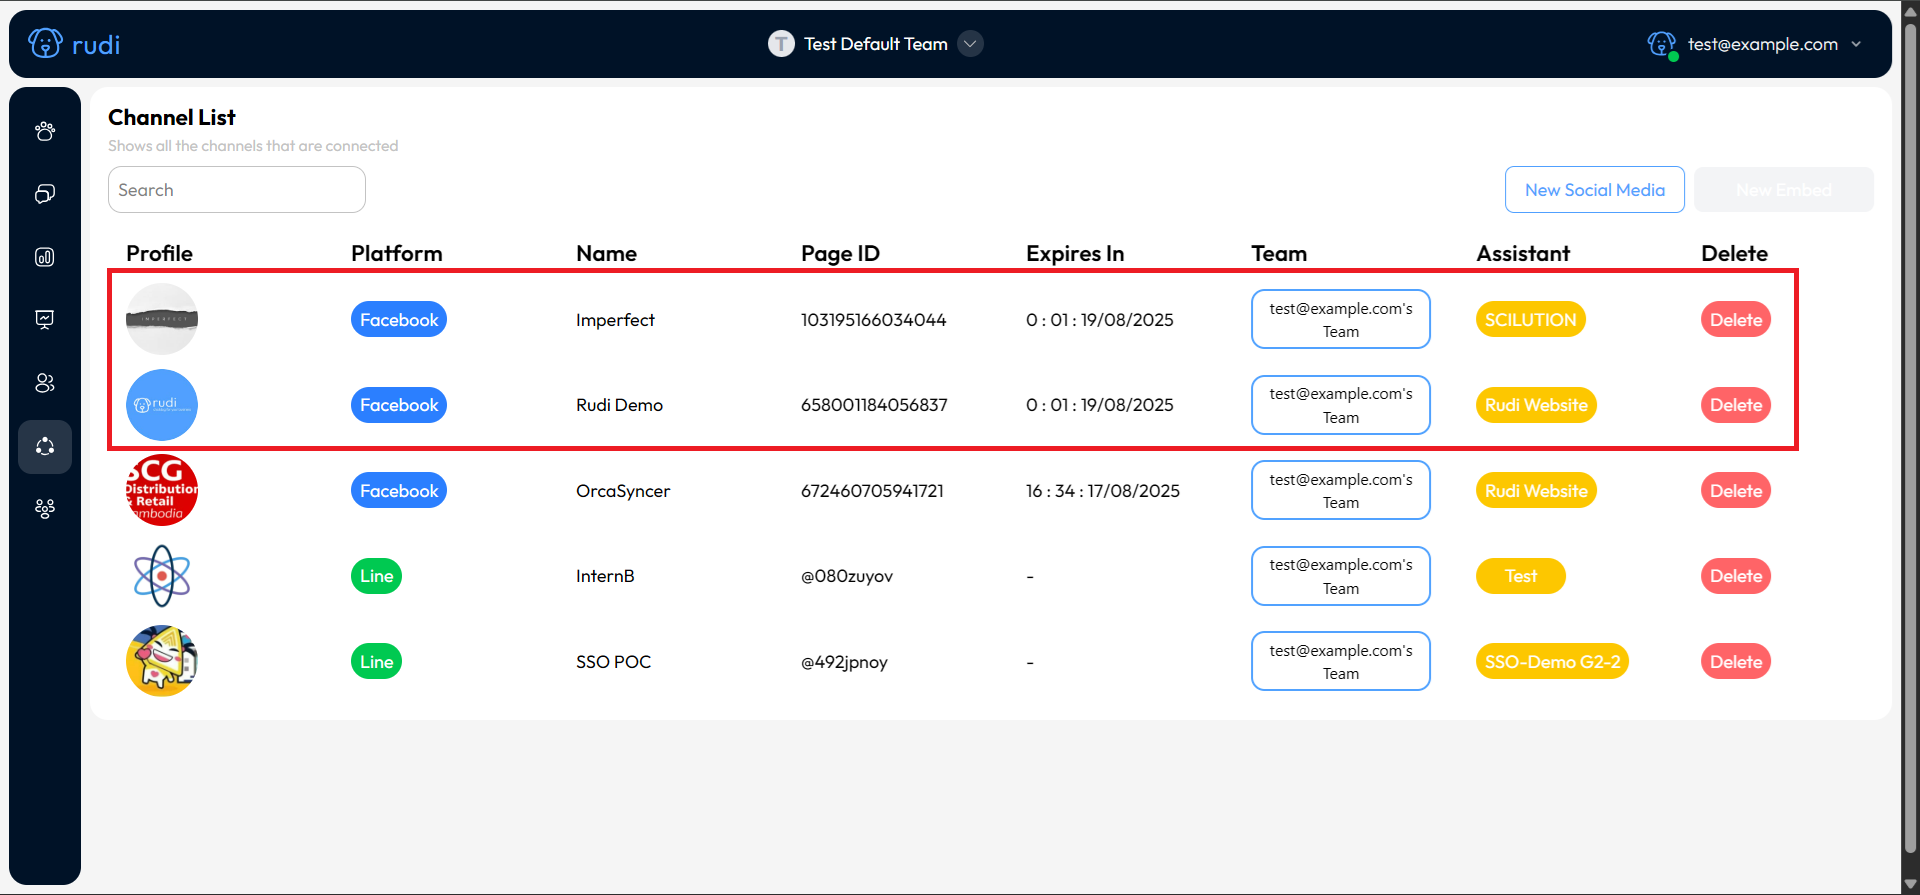 rudi
T Test Default Team
test@example.com
Channel List
Shows all the channels that are connected
Search
New Social Media
New Embed
Profile Platform Name Page ID Expires In Team Assistant Delete
IMPERFECT Facebook Imperfect 103195166034044 0 : 01 : 19/08/2025 test@example.com's SCILUTION Delete
Team
rudi Facebook Rudi Demo 658001184056837 0 : 01 : 19/08/2025 test@example.com's Rudi Website Delete
Team
SCG
Distribution
& Retail
Cambodia
Facebook OrcaSyncer 672460705941721 16 : 34 : 17/08/2025 test@example.com's Rudi Website Delete
Team
Line InternB @080zuyov - test@example.com's Test Delete
Team
Line SSO POC @492jpnoy - test@example.com's SSO-Demo G2-2 Delete
Team